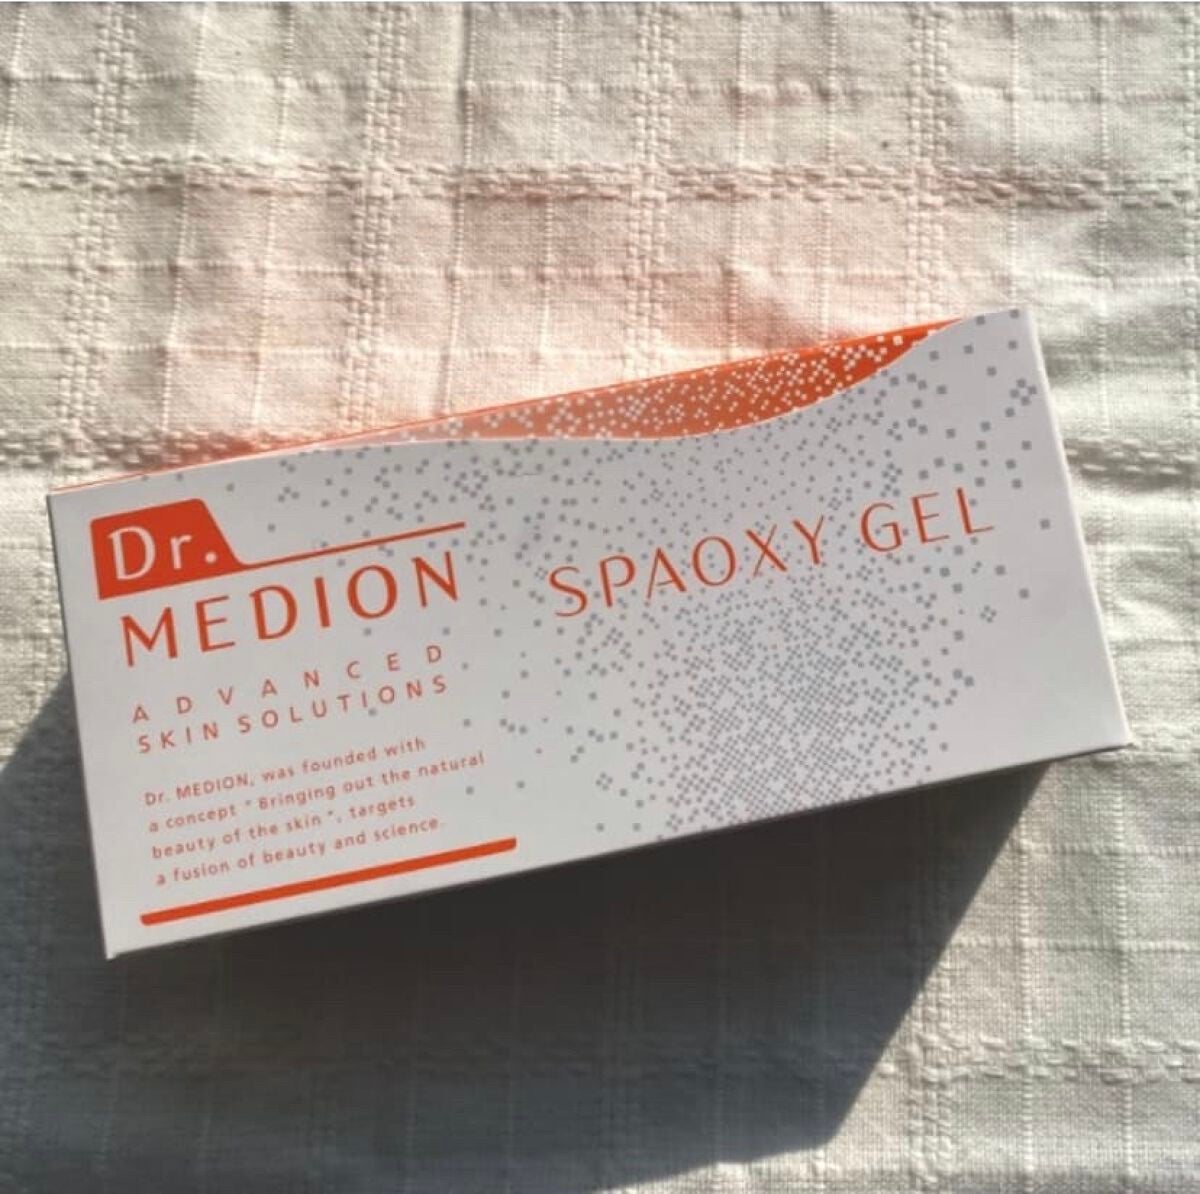 Dr.
MEDION
ADVANCED
SKIN SOLUTIONS
Dr. MEDION, was founded with
a concept " Bringing out the natural
beauty of the skin ", targets
a fusion of beauty and science.
SPAOXY GEL